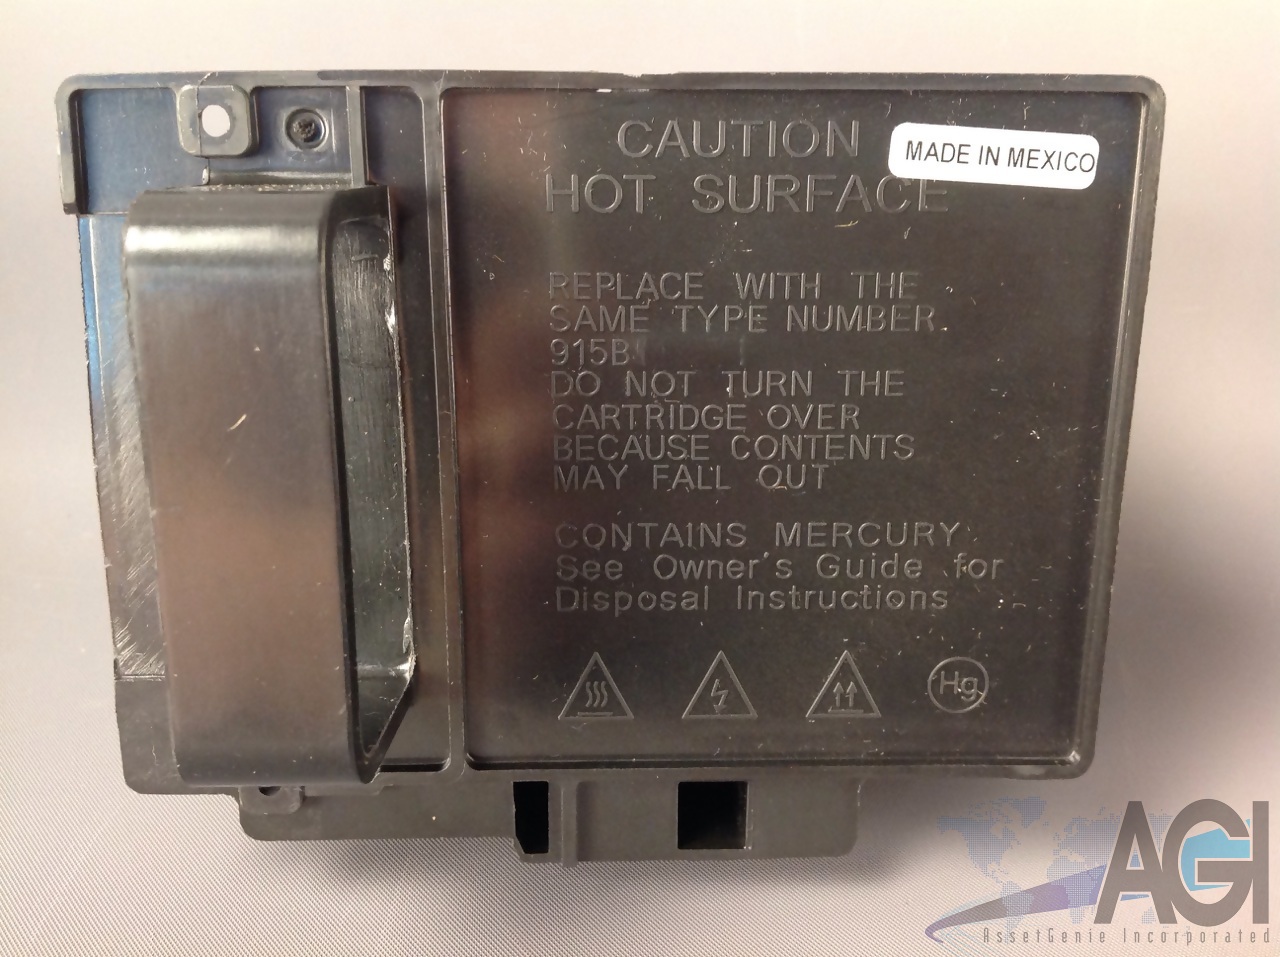 CAUTION
MADE IN MEXICO
HOT SURFACE
REPLACE WITH THE
SAME TYPE NUMBER
915B
DO NOT TURN THE
CARTRIDGE OVER
BECAUSE CONTENTS
MAY FALL OUT
CONTAINS MERCURY
See Owner's Guide for
Disposal Instructions
Hg
AGI
AssetGenie Incorporated